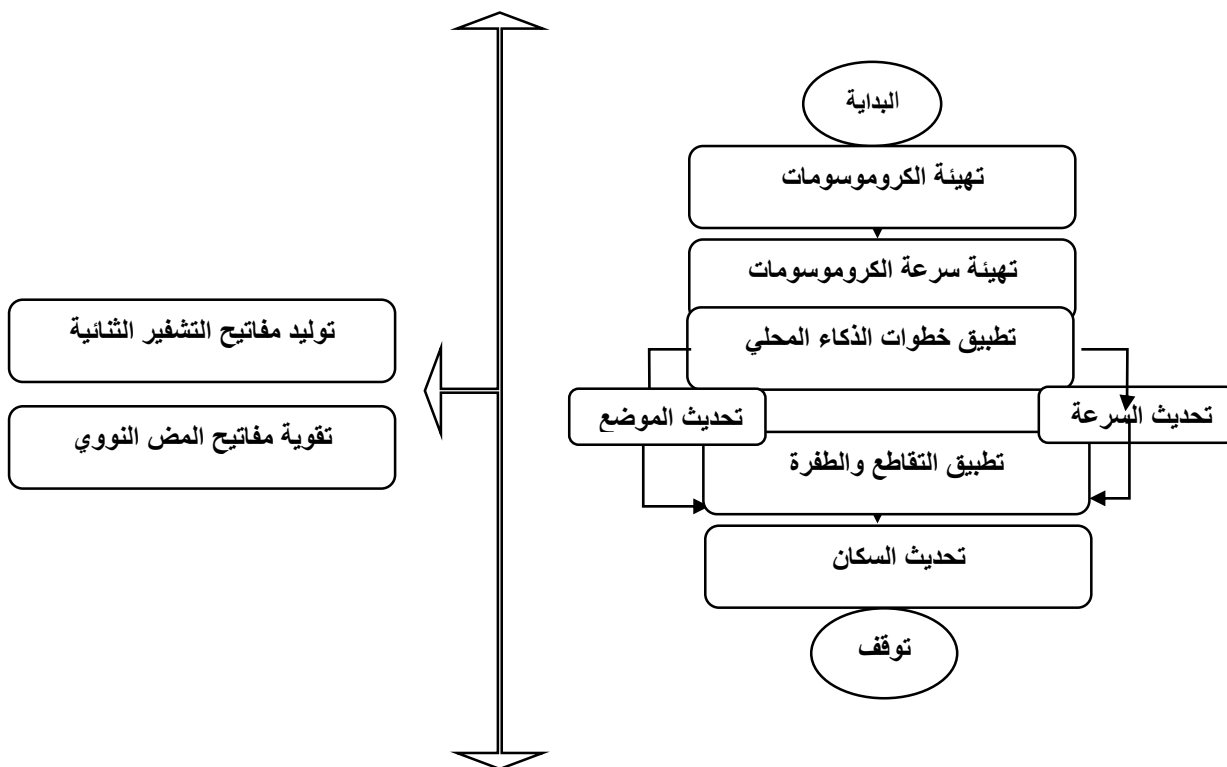 البداية
تهيئة الكروموسومات
تهيئة سرعة الكروموسومات
تطبيق خطوات الذكاء المحلي
تحديث الموضع
تحديث السرعة
تطبيق التقاطع والطفرة
تحديث السكان
توقف
توليد مفاتيح التشفير الثنائية
تقوية مفاتيح المض النووي